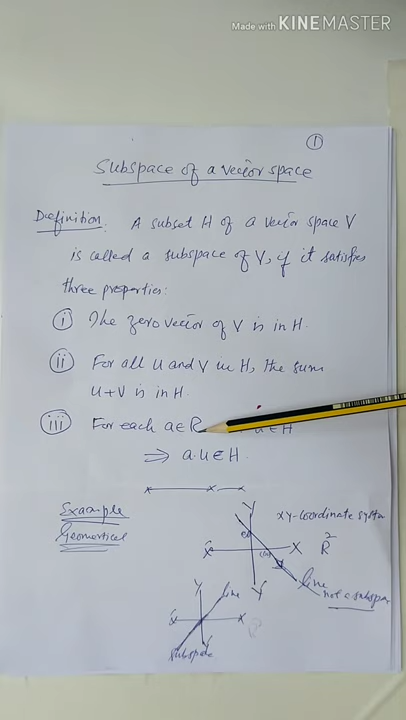 Made with KINEMASTER
1
Subspace of a vector space
Definition: A subset H of a vector space V
is called a subspace of V, if it satisfies
three properties:
(i) The zero vector of V is in H.
(ii) For all U and V in H, the sum
U+V is in H.
(iii) For each a∈R u∈H
⇒ au∈H.
Example
Geometrical
XY-coordinate system
Y
X̄ X R²
Ȳ
line
not a subspac
Y line
X̄ X
Ȳ
subspace